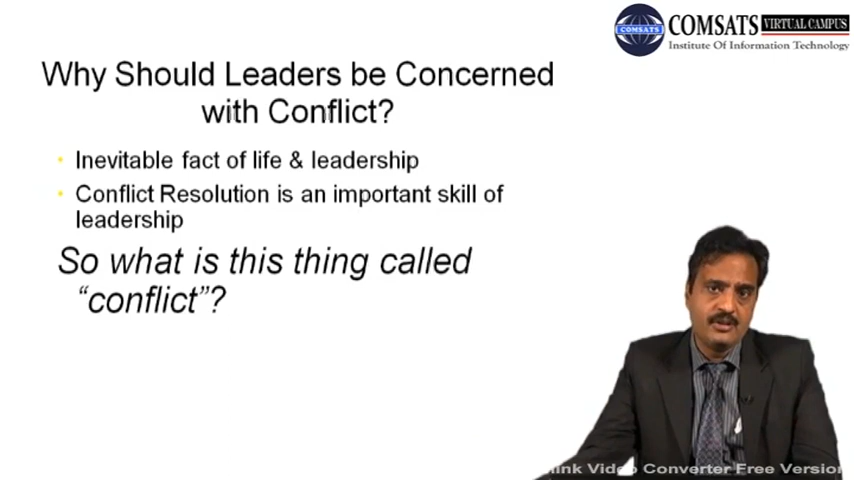 COMSATS VIRTUAL CAMPUS
COMSATS
Institute Of Information Technology
Why Should Leaders be Concerned
with Conflict?
Inevitable fact of life & leadership
Conflict Resolution is an important skill of
leadership
So what is this thing called
"conflict"?
Video Converter Free Version